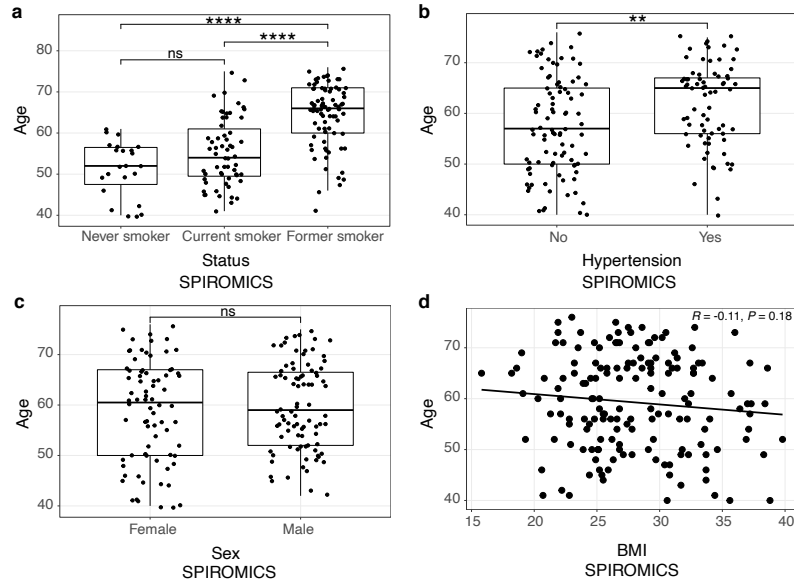 a
****
****
ns
80
70
60
50
40
Age
Never smoker Current smoker Former smoker
Status
SPIROMICS
b
**
70
60
50
40
Age
No Yes
Hypertension
SPIROMICS
c
ns
70
60
50
40
Age
Female Male
Sex
SPIROMICS
d
R = -0.11, P = 0.18
70
60
50
40
Age
15 20 25 30 35 40
BMI
SPIROMICS